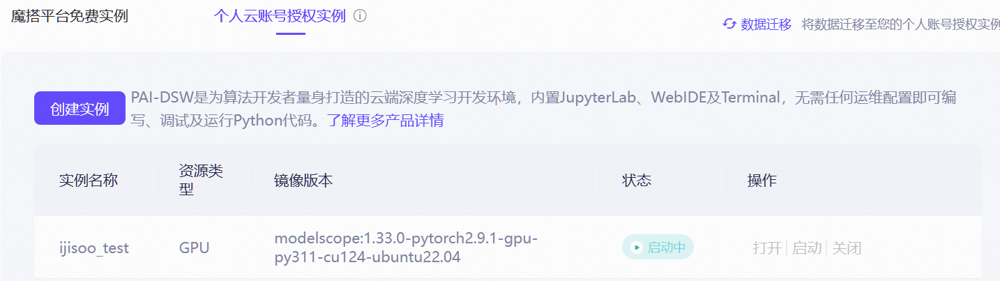 魔搭平台免费实例
个人云账号授权实例
数据迁移 将数据迁移至您的个人账号授权实例
创建实例
PAI-DSW是为算法开发者量身打造的云端深度学习开发环境，内置JupyterLab、WebIDE及Terminal，无需任何运维配置即可编
写、调试及运行Python代码。了解更多产品详情
实例名称
资源类
型
镜像版本
状态
操作
ijisoo_test
GPU
modelscope:1.33.0-pytorch2.9.1-gpu-
py311-cu124-ubuntu22.04
启动中
打开 | 启动 | 关闭